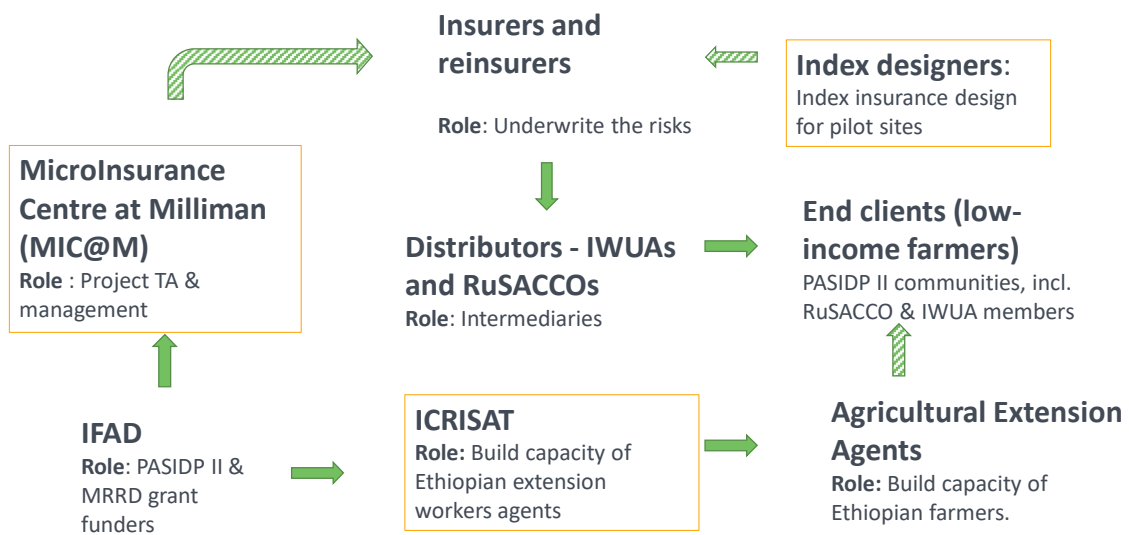 Insurers and
reinsurers
Role: Underwrite the risks
Index designers:
Index insurance design
for pilot sites
MicroInsurance
Centre at Milliman
(MIC@M)
Role : Project TA &
management
Distributors - IWUAs
and RuSACCOs
Role: Intermediaries
End clients (low-
income farmers)
PASIDP II communities, incl.
RuSACCO & IWUA members
IFAD
Role: PASIDP II &
MRRD grant
funders
ICRISAT
Role: Build capacity of
Ethiopian extension
workers agents
Agricultural Extension
Agents
Role: Build capacity of
Ethiopian farmers.